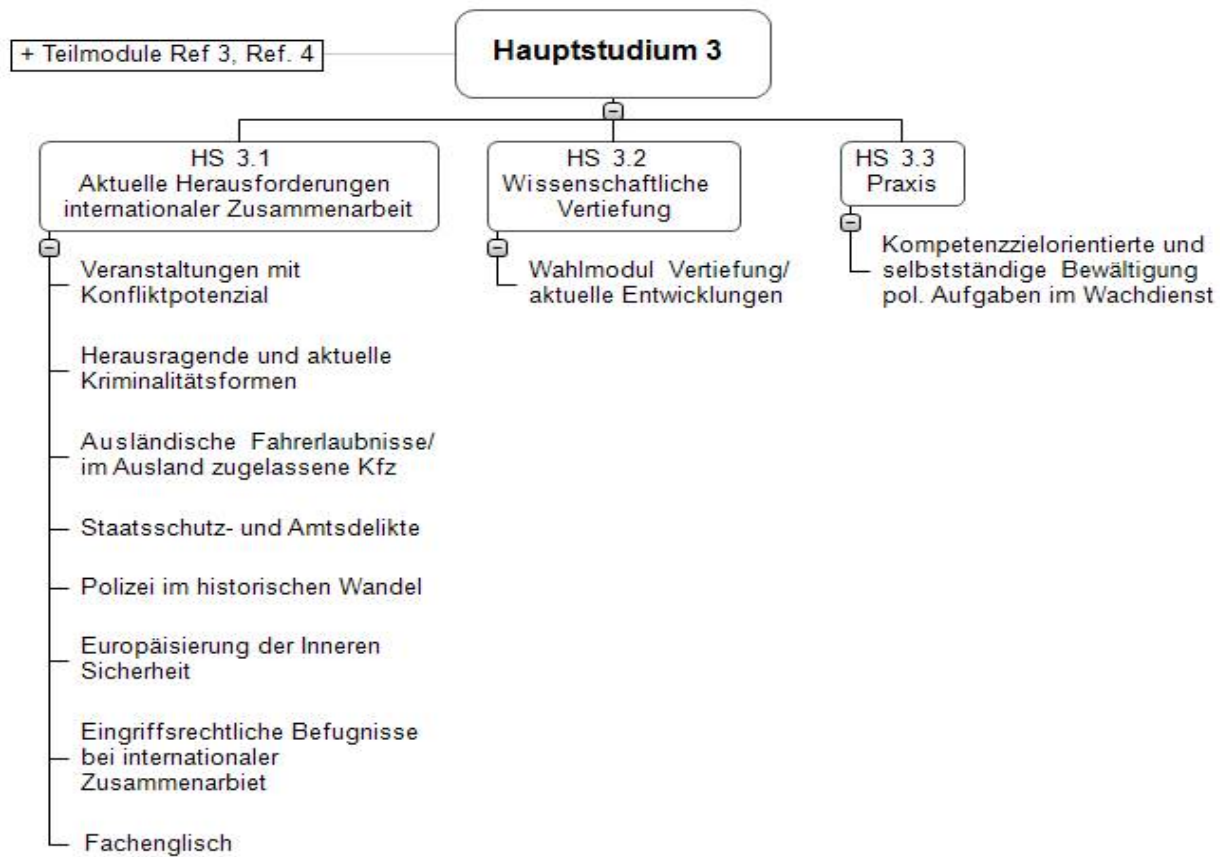 + Teilmodule Ref 3, Ref. 4
Hauptstudium 3
HS 3.1
Aktuelle Herausforderungen
internationaler Zusammenarbeit
Veranstaltungen mit
Konfliktpotenzial
Herausragende und aktuelle
Kriminalitätsformen
Ausländische Fahrerlaubnisse/
im Ausland zugelassene Kfz
Staatsschutz- und Amtsdelikte
Polizei im historischen Wandel
Europäisierung der Inneren
Sicherheit
Eingriffsrechtliche Befugnisse
bei internationaler
Zusammenarbiet
Fachenglisch
HS 3.2
Wissenschaftliche
Vertiefung
Wahlmodul Vertiefung/
aktuelle Entwicklungen
HS 3.3
Praxis
Kompetenzzielorientierte und
selbstständige Bewältigung
pol. Aufgaben im Wachdienst